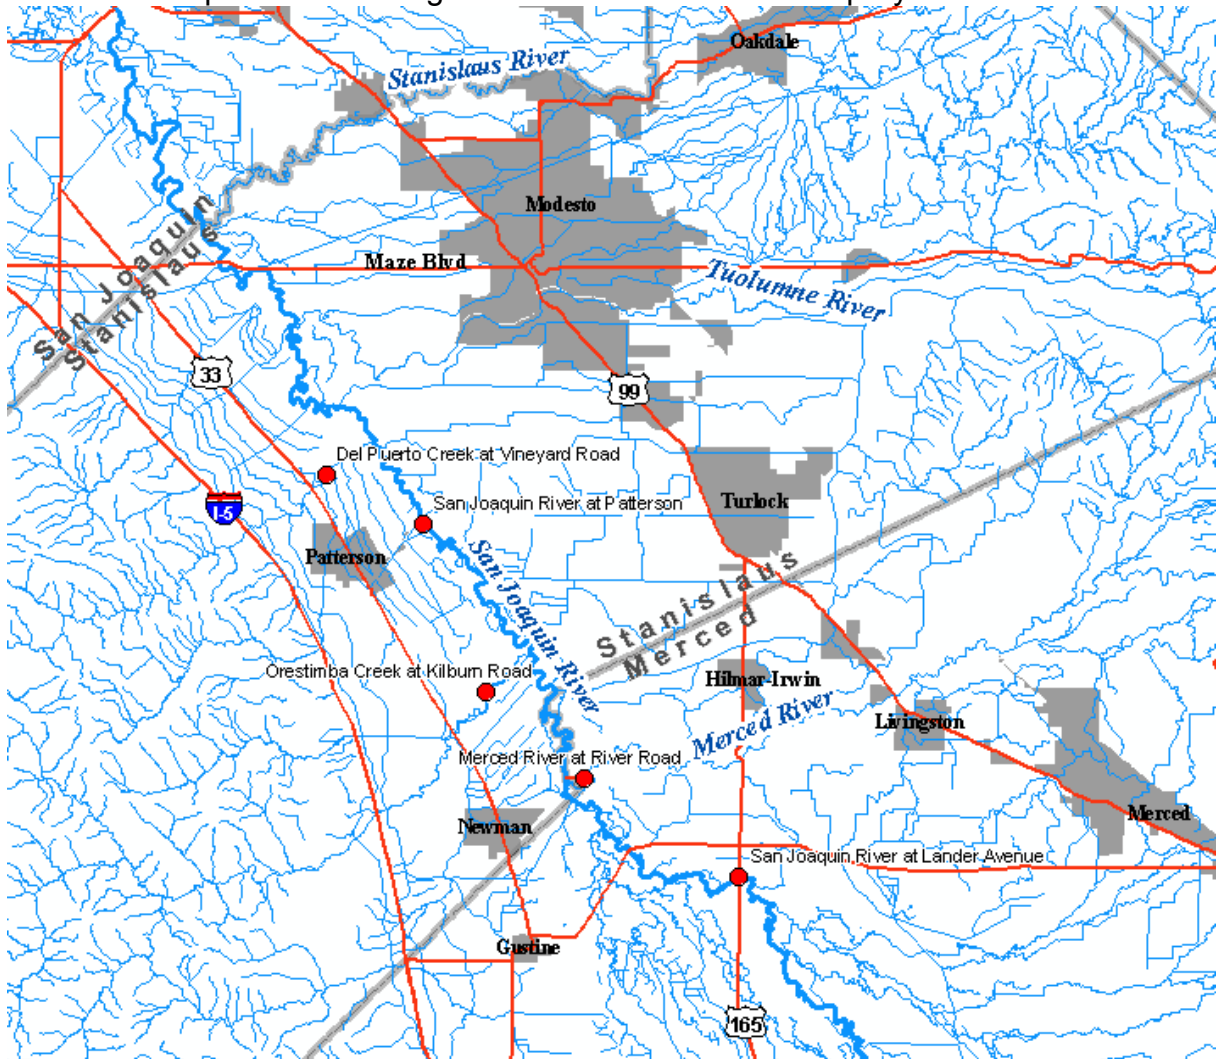 Oakdale
Stanislaus River
Modesto
Maze Blvd
Tuolumne River
San Joaquin
Stanislaus
33
99
Del Puerto Creek at Vineyard Road
San Joaquin River at Patterson
Turlock
I-5
Patterson
San Joaquin River
Stanislaus
Merced
Orestimba Creek at Kilburn Road
Hilmar-Irwin
Merced River
Livingston
Merced River at River Road
Merced
Newman
San Joaquin River at Lander Avenue
Gustine
165